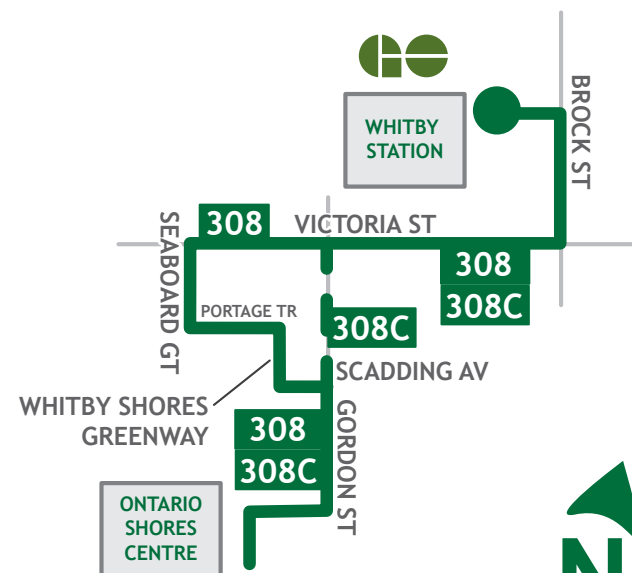 GO
WHITBY
STATION
BROCK ST
308
VICTORIA ST
SEABOARD GT
308
308C
PORTAGE TR
308C
SCADDING AV
WHITBY SHORES
GREENWAY
308
308C
GORDON ST
ONTARIO
SHORES
CENTRE
N